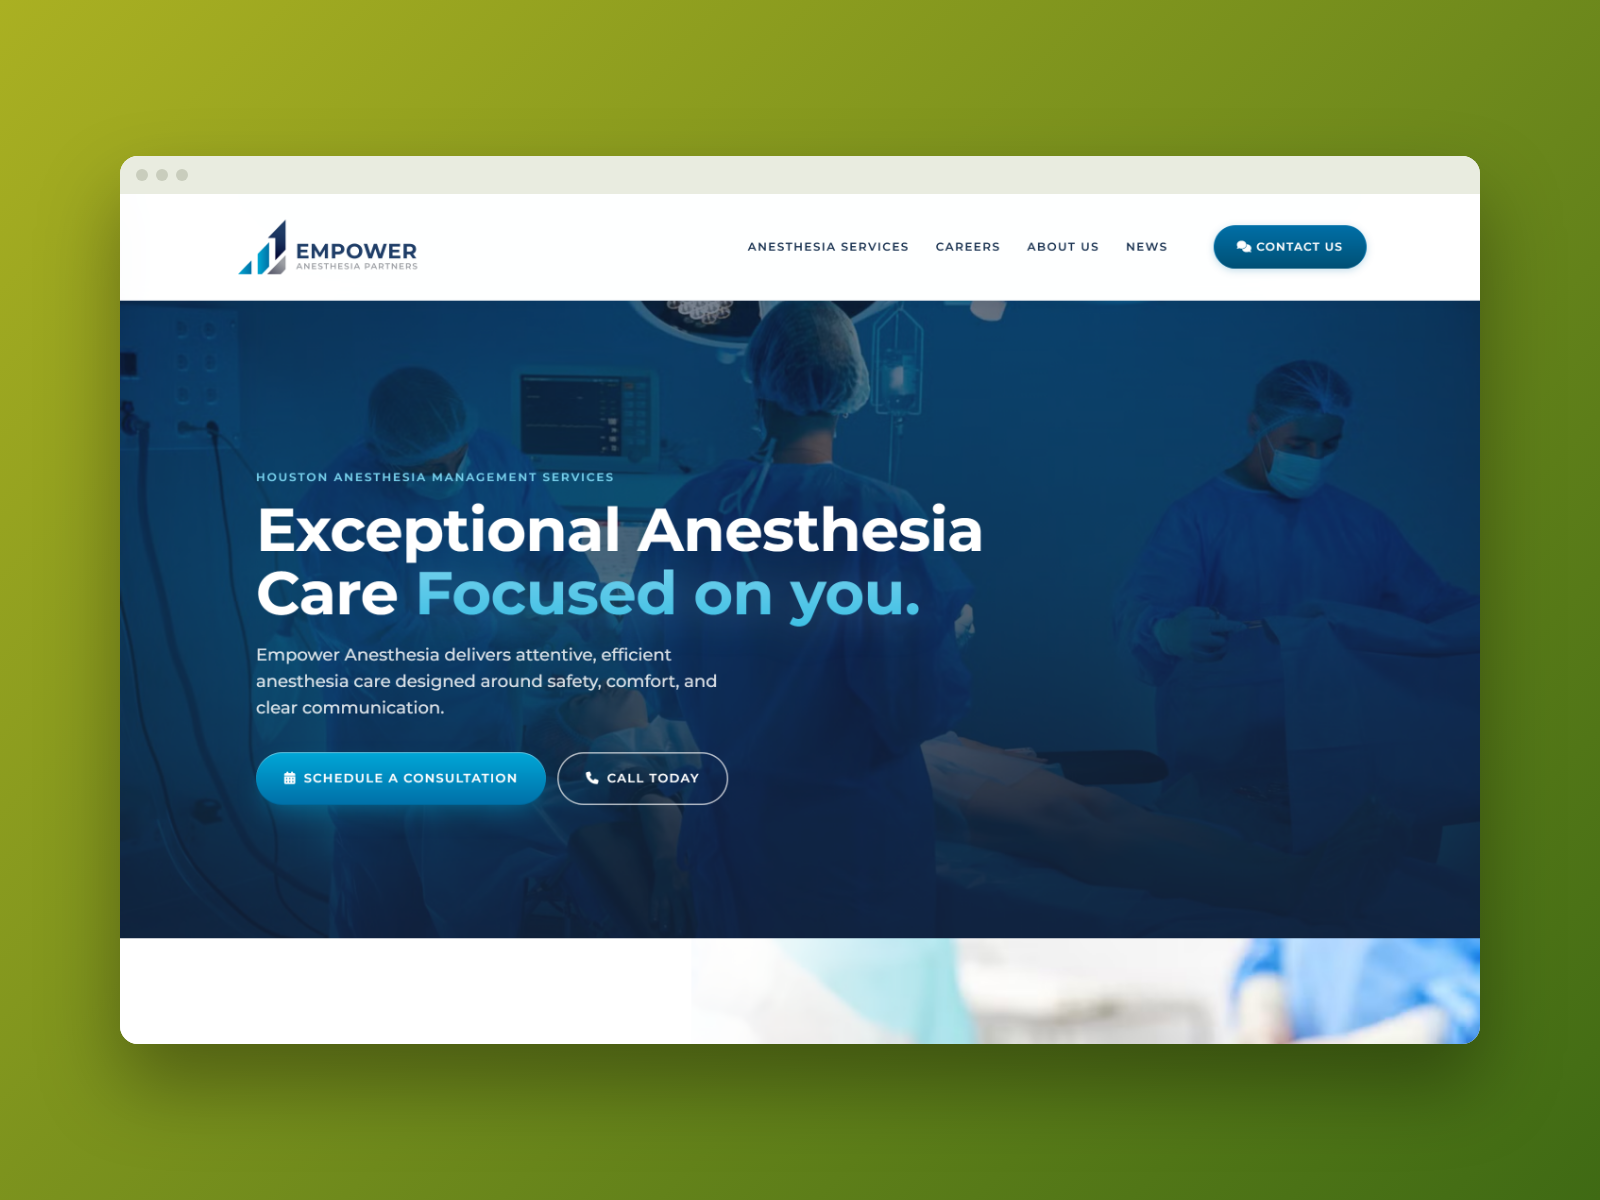 EMPOWER
ANESTHESIA PARTNERS
ANESTHESIA SERVICES
CAREERS
ABOUT US
NEWS
CONTACT US
HOUSTON ANESTHESIA MANAGEMENT SERVICES
Exceptional Anesthesia
Care Focused on you.
Empower Anesthesia delivers attentive, efficient
anesthesia care designed around safety, comfort, and
clear communication.
SCHEDULE A CONSULTATION
CALL TODAY